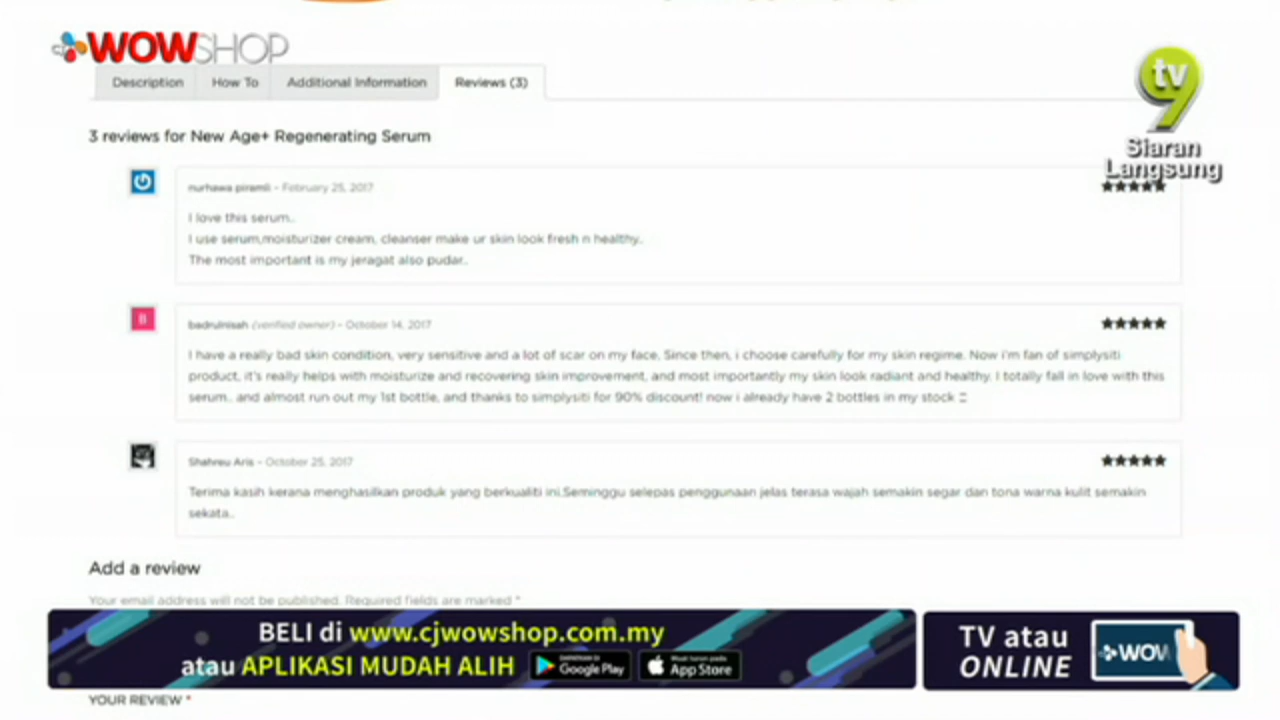 WOWSHOP
tv
9
Siaran
Langsung
Description How To Additional Information Reviews (3)
3 reviews for New Age+ Regenerating Serum
nurhawa piramli – February 25, 2017
I love this serum..
I use serum,moisturizer cream, cleanser make ur skin look fresh n healthy.
The most important is my jeragat also pudar..
badrulnisah (verified owner) – October 14, 2017
I have a really bad skin condition, very sensitive and a lot of scar on my face. Since then, i choose carefully for my skin regime. Now i'm fan of simplysiti
product, it's really helps with moisturize and recovering skin improvement, and most importantly my skin look radiant and healthy. I totally fall in love with this
serum.. and almost run out my 1st bottle, and thanks to simplysiti for 90% discount! now i already have 2 bottles in my stock
Shahreu Aris – October 25, 2017
Terima kasih kerana menghasilkan produk yang berkualiti ini.Seminggu selepas penggunaan jelas terasa wajah semakin segar dan tona warna kulit semakin
sekata..
Add a review
Your email address will not be published. Required fields are marked *
BELI di www.cjwowshop.com.my
atau APLIKASI MUDAH ALIH
Google Play
App Store
TV atau
ONLINE
WOW
YOUR REVIEW *